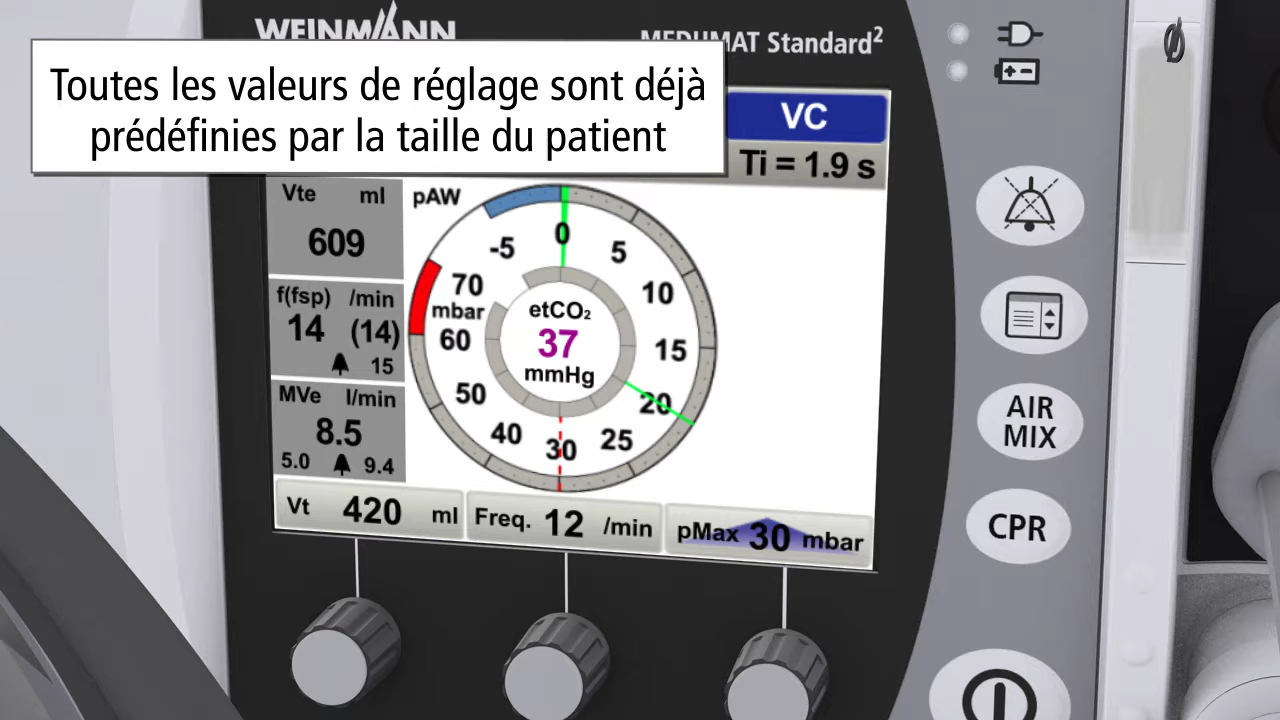 WEINMANN
MEDUMAT Standard²
Toutes les valeurs de réglage sont déjà
prédéfinies par la taille du patient
VC
Ti = 1.9 s
Vte ml
609
f(fsp) /min
14 (14)
15
MVe l/min
8.5
5.0 9.4
pAW
-5 0 5 10 15 20 25 30 40 50 60 70
mbar
etCO₂
37
mmHg
Vt 420 ml
Freq. 12 /min
pMax 30 mbar
AIR
MIX
CPR